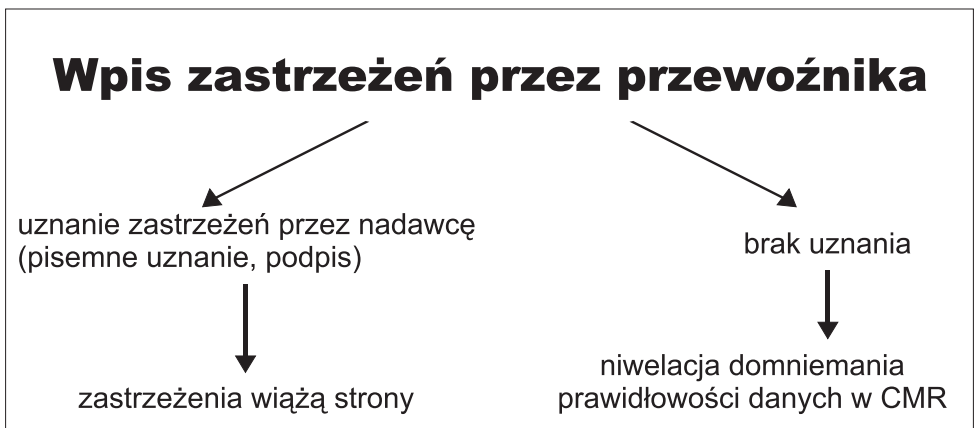 Wpis zastrzeżeń przez przewoźnika
uznanie zastrzeżeń przez nadawcę
(pisemne uznanie, podpis)
brak uznania
zastrzeżenia wiążą strony
niwelacja domniemania
prawidłowości danych w CMR